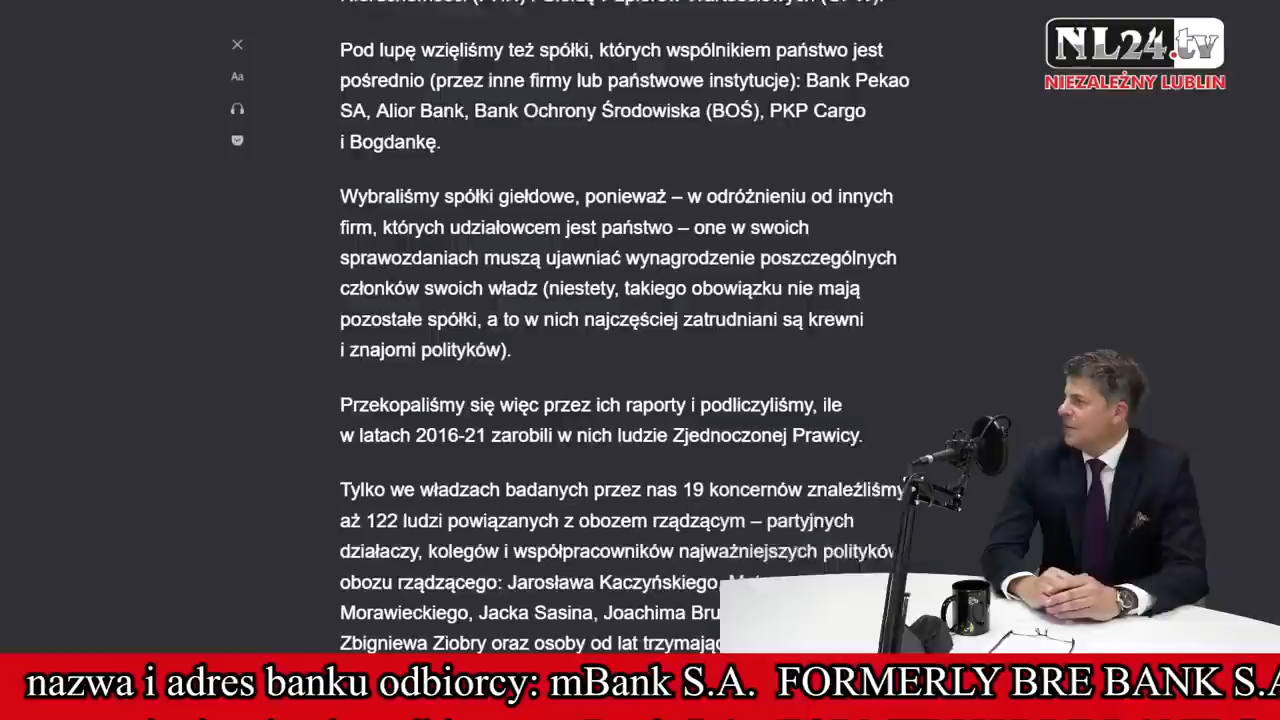 NL24.tv
NIEZALEŻNY LUBLIN
Aa
Pod lupę wzięliśmy też spółki, których wspólnikiem państwo jest
pośrednio (przez inne firmy lub państwowe instytucje): Bank Pekao
SA, Alior Bank, Bank Ochrony Środowiska (BOŚ), PKP Cargo
i Bogdankę.
Wybraliśmy spółki giełdowe, ponieważ – w odróżnieniu od innych
firm, których udziałowcem jest państwo – one w swoich
sprawozdaniach muszą ujawniać wynagrodzenie poszczególnych
członków swoich władz (niestety, takiego obowiązku nie mają
pozostałe spółki, a to w nich najczęściej zatrudniani są krewni
i znajomi polityków).
Przekopaliśmy się więc przez ich raporty i podliczyliśmy, ile
w latach 2016-21 zarobili w nich ludzie Zjednoczonej Prawicy.
Tylko we władzach badanych przez nas 19 koncernów znaleźliśmy
aż 122 ludzi powiązanych z obozem rządzącym – partyjnych
działaczy, kolegów i współpracowników najważniejszych polityków
obozu rządzącego: Jarosława Kaczyńskiego,
Morawieckiego, Jacka Sasina, Joachima Bru
Zbigniewa Ziobry oraz osoby od lat trzymając
nazwa i adres banku odbiorcy: mBank S.A. FORMERLY BRE BANK S.A